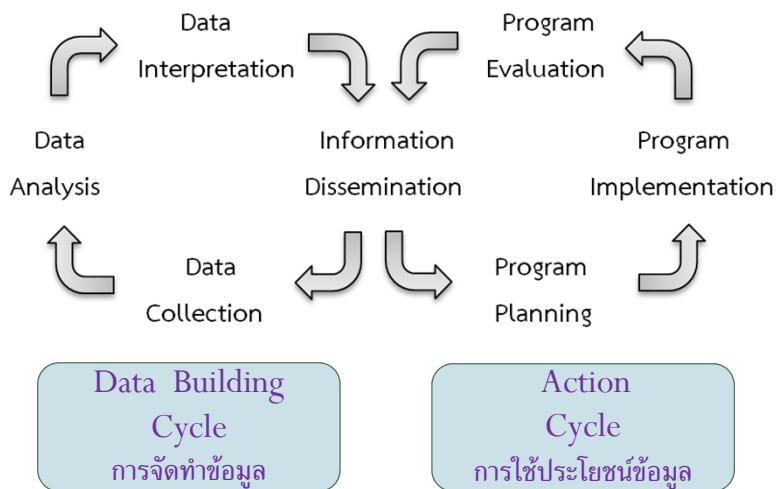 Data
Interpretation
Program
Evaluation
Data
Analysis
Information
Dissemination
Program
Implementation
Data
Collection
Program
Planning
Data Building
Cycle
การจัดทำข้อมูล
Action
Cycle
การใช้ประโยชน์ข้อมูล